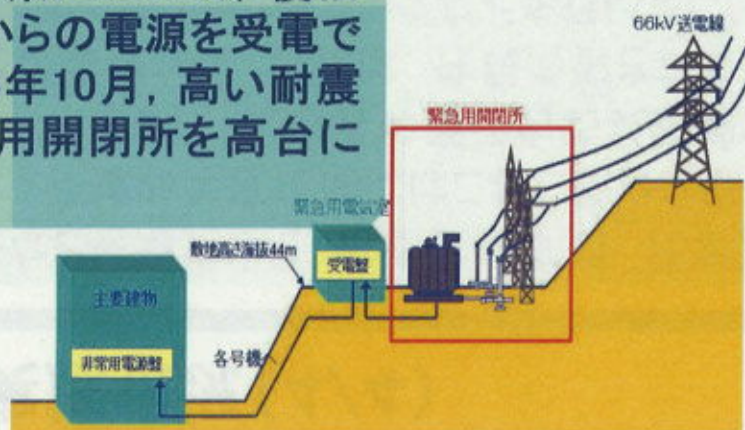 からの電源を受電で
年10月，高い耐震
用開閉所を高台に
66kV送電線
緊急用開閉所
緊急用電気室
敷地高さ海抜44m
受電盤
主要建物
非常用電源盤
各号機へ